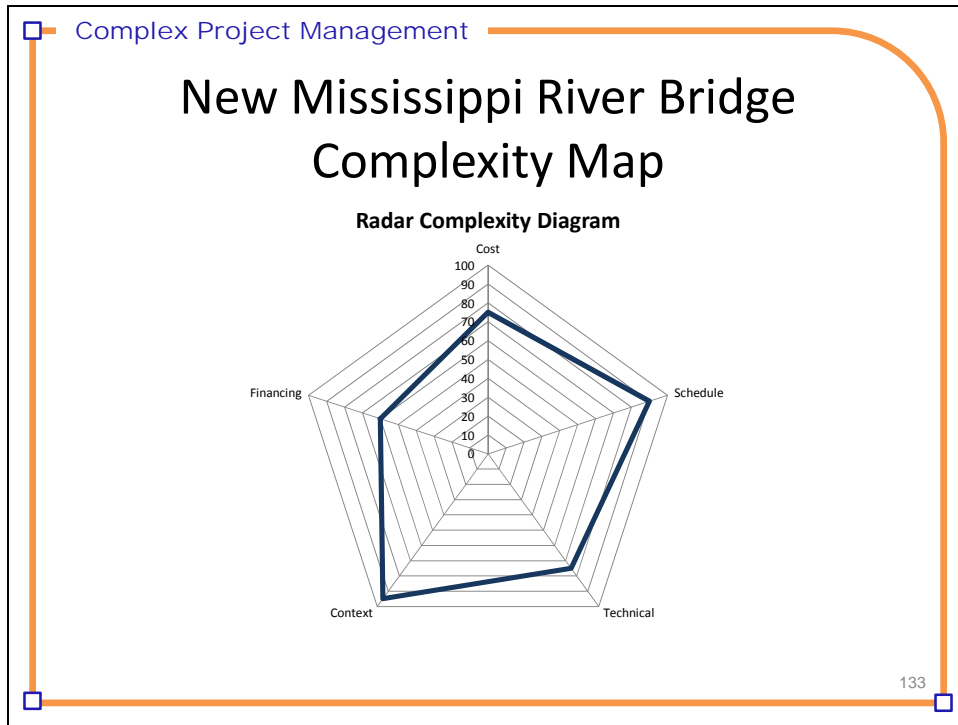 Complex Project Management
New Mississippi River Bridge
Complexity Map
Radar Complexity Diagram
Cost
100
90
80
70
60
50
40
30
20
10
0
Financing
Schedule
Context
Technical
133